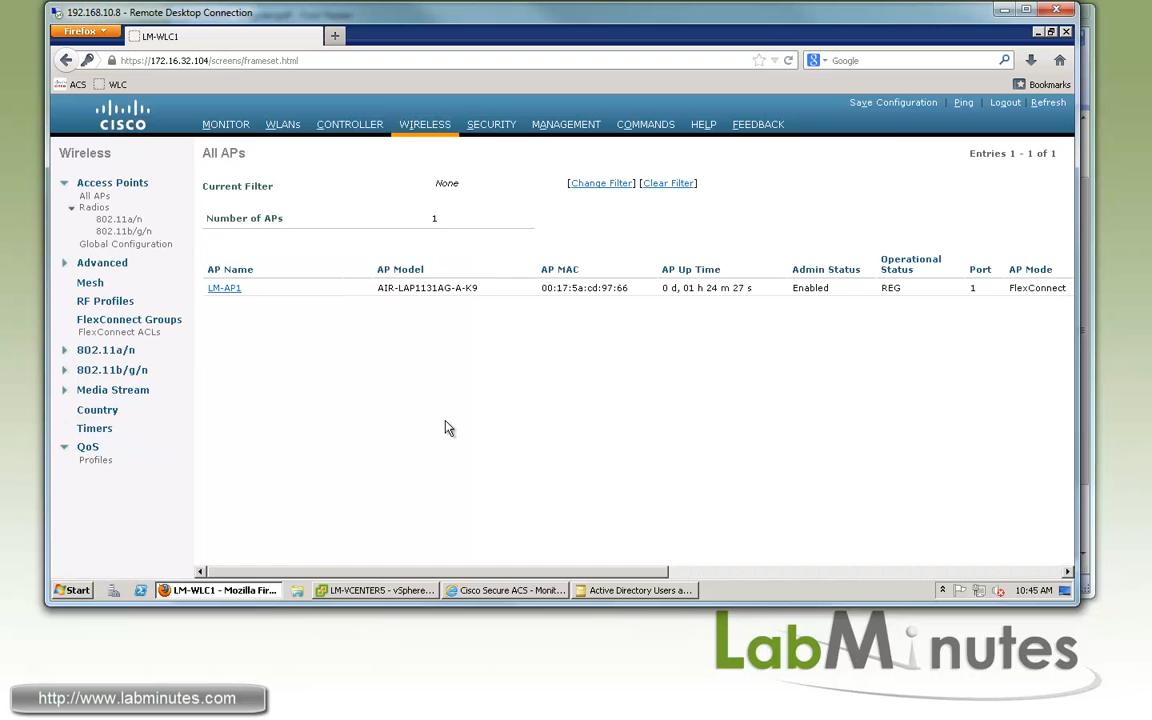 192.168.10.8 - Remote Desktop Connection
Firefox
LM-WLC1
https://172.16.32.104/screens/frameset.html
Google
ACS
WLC
Bookmarks
Save Configuration
Ping
Logout
Refresh
CISCO
MONITOR
WLANs
CONTROLLER
WIRELESS
SECURITY
MANAGEMENT
COMMANDS
HELP
FEEDBACK
Wireless
Access Points
All APs
Radios
802.11a/n
802.11b/g/n
Global Configuration
Advanced
Mesh
RF Profiles
FlexConnect Groups
FlexConnect ACLs
802.11a/n
802.11b/g/n
Media Stream
Country
Timers
QoS
Profiles
All APs
Entries 1 - 1 of 1
Current Filter
None
[Change Filter] [Clear Filter]
Number of APs
1
AP Name
AP Model
AP MAC
AP Up Time
Admin Status
Operational Status
Port
AP Mode
LM-AP1
AIR-LAP1131AG-A-K9
00:17:5a:cd:97:66
0 d, 01 h 24 m 27 s
Enabled
REG
1
FlexConnect
Start
LM-WLC1 - Mozilla Fir...
LM-VCENTER5 - vSphere...
Cisco Secure ACS - Monit...
Active Directory Users a...
10:45 AM
LabMinutes
http://www.labminutes.com